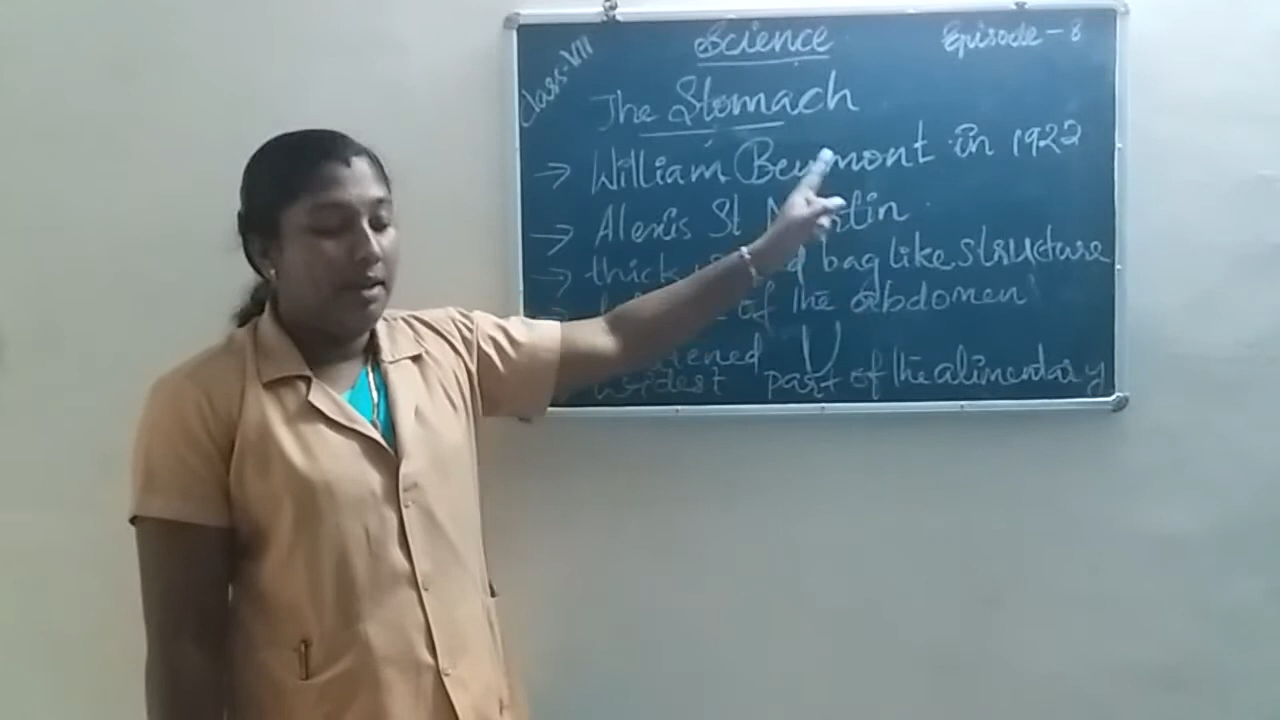 Class-VII
Science
Episode-8
The Stomach
→ William in 1922
→ Alexis St
→ bag like structure
of the abdomen
U
widest part of the alimentary